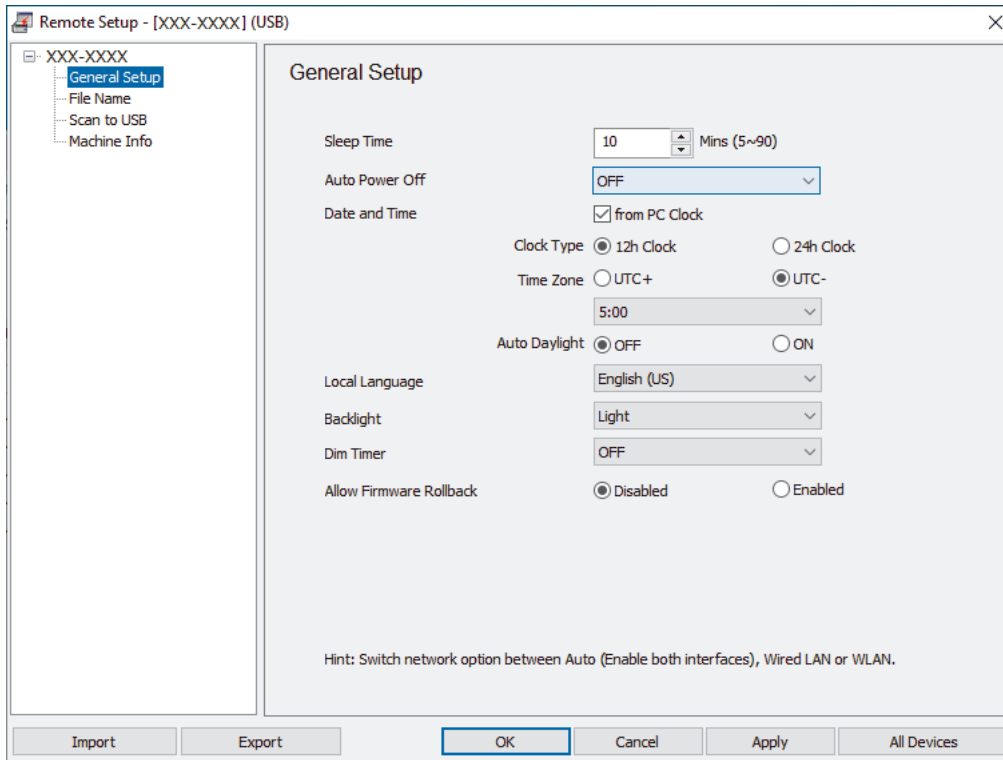 Remote Setup - [XXX-XXXX] (USB)
XXX-XXXX
General Setup
File Name
Scan to USB
Machine Info
General Setup
Sleep Time 10 Mins (5~90)
Auto Power Off OFF
Date and Time from PC Clock
Clock Type 12h Clock 24h Clock
Time Zone UTC+ UTC-
5:00
Auto Daylight OFF ON
Local Language English (US)
Backlight Light
Dim Timer OFF
Allow Firmware Rollback Disabled Enabled
Hint: Switch network option between Auto (Enable both interfaces), Wired LAN or WLAN.
Import Export OK Cancel Apply All Devices